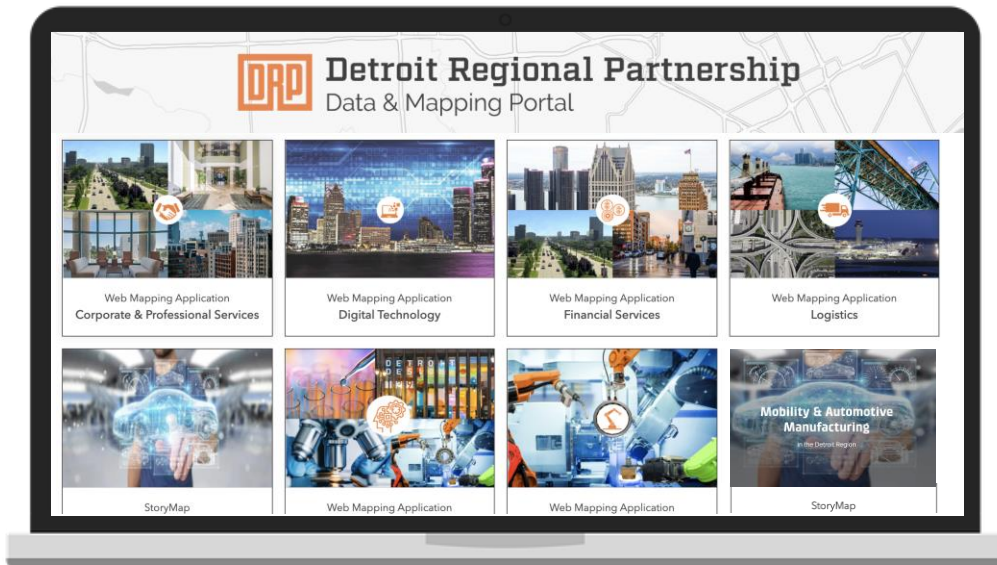 DRP
Detroit Regional Partnership
Data & Mapping Portal
Web Mapping Application
Corporate & Professional Services
Web Mapping Application
Digital Technology
Web Mapping Application
Financial Services
Web Mapping Application
Logistics
DETROIT
Mobility & Automotive
Manufacturing
in the Detroit Region
StoryMap
Web Mapping Application
Web Mapping Application
StoryMap